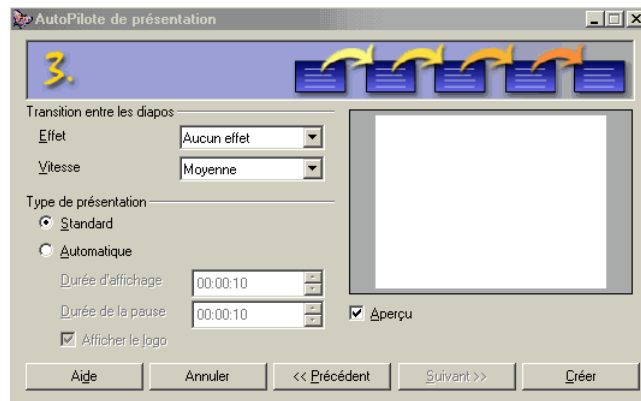 AutoPilote de présentation
3.
Transition entre les diapos
Effet
Aucun effet
Vitesse
Moyenne
Type de présentation
Standard
Automatique
Durée d'affichage
00:00:10
Durée de la pause
00:00:10
Afficher le logo
Aperçu
Aide
Annuler
<< Précédent
Suivant >>
Créer